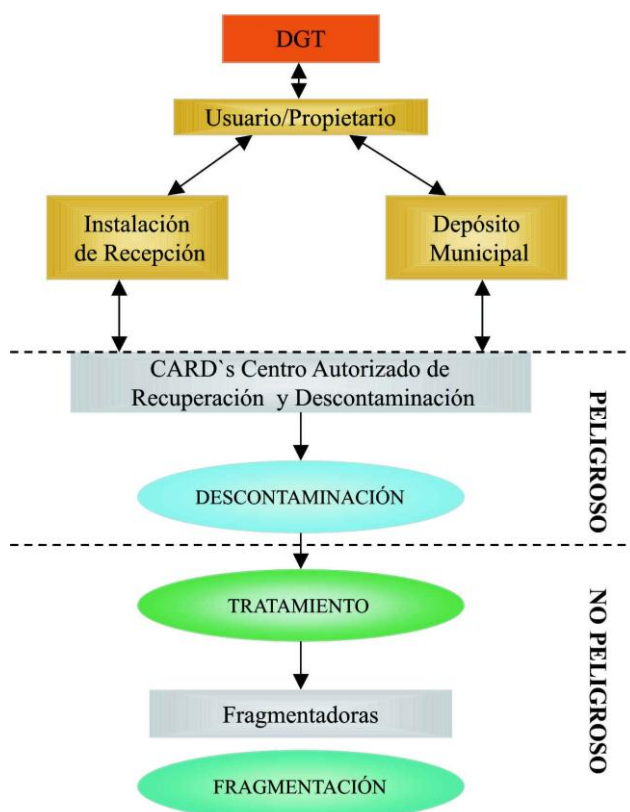 DGT
Usuario/Propietario
Instalación
de Recepción
Depósito
Municipal
CARD`s Centro Autorizado de
Recuperación y Descontaminación
DESCONTAMINACIÓN
PELIGROSO
TRATAMIENTO
Fragmentadoras
FRAGMENTACIÓN
NO PELIGROSO